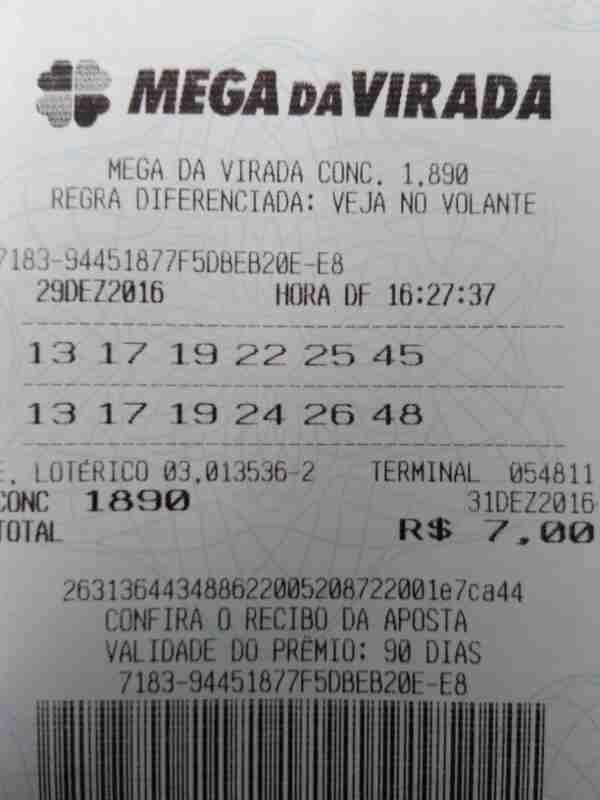 MEGA DA VIRADA
MEGA DA VIRADA CONC. 1.890
REGRA DIFERENCIADA: VEJA NO VOLANTE
7183-94451877F5DBEB20E-E8
29DEZ2016 HORA DF 16:27:37
13 17 19 22 25 45
13 17 19 24 26 48
E. LOTÉRICO 03.013536-2 TERMINAL 054811
CONC 1890 31DEZ2016
TOTAL R$ 7,00
263136443488622005208722001e7ca44
CONFIRA O RECIBO DA APOSTA
VALIDADE DO PRÊMIO: 90 DIAS
7183-94451877F5DBEB20E-E8